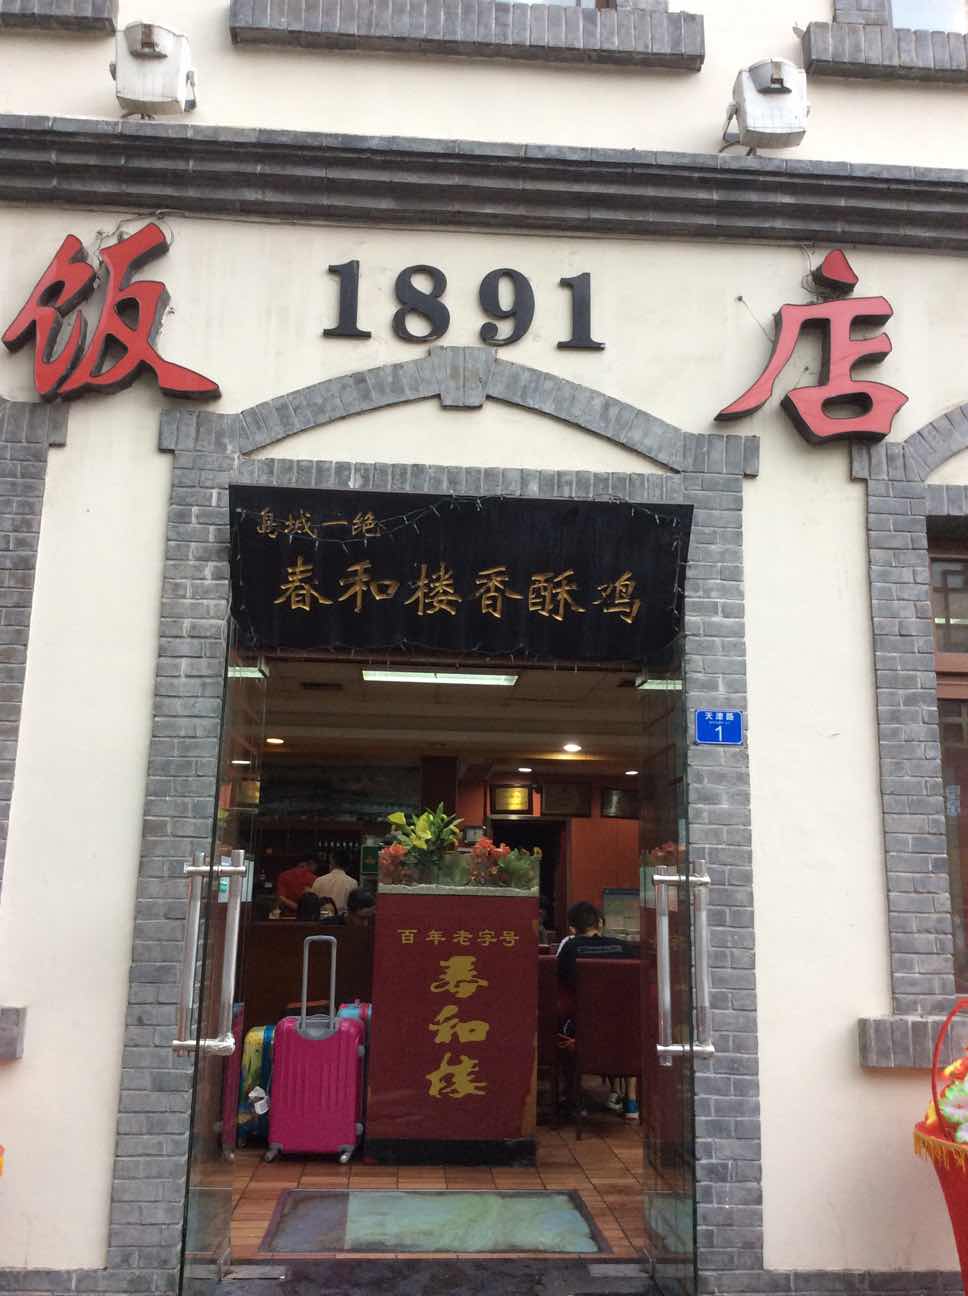 饭 1891 店
島城一绝
春和楼香酥鸡
天津路
1
百年老字号
春
和
楼